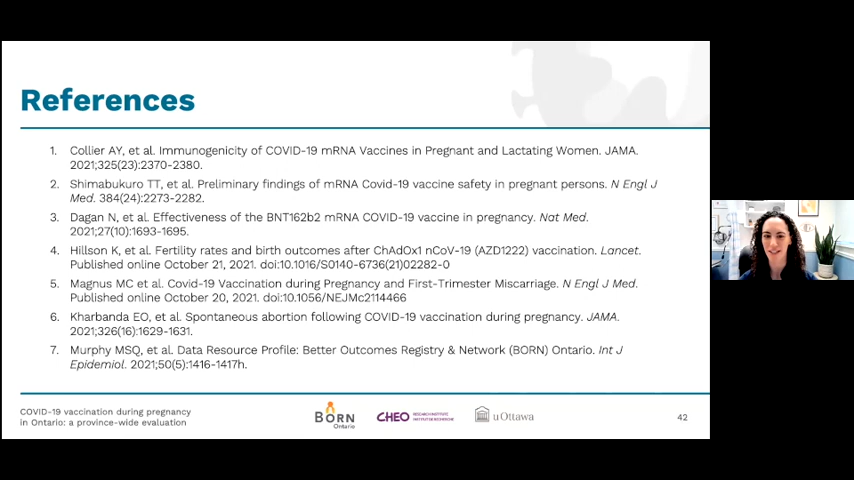 References
1. Collier AY, et al. Immunogenicity of COVID-19 mRNA Vaccines in Pregnant and Lactating Women. JAMA.
2021;325(23):2370-2380.
2. Shimabukuro TT, et al. Preliminary findings of mRNA Covid-19 vaccine safety in pregnant persons. N Engl J
Med. 384(24):2273-2282.
3. Dagan N, et al. Effectiveness of the BNT162b2 mRNA COVID-19 vaccine in pregnancy. Nat Med.
2021;27(10):1693-1695.
4. Hillson K, et al. Fertility rates and birth outcomes after ChAdOx1 nCoV-19 (AZD1222) vaccination. Lancet.
Published online October 21, 2021. doi:10.1016/S0140-6736(21)02282-0
5. Magnus MC et al. Covid-19 Vaccination during Pregnancy and First-Trimester Miscarriage. N Engl J Med.
Published online October 20, 2021. doi:10.1056/NEJMc2114466
6. Kharbanda EO, et al. Spontaneous abortion following COVID-19 vaccination during pregnancy. JAMA.
2021;326(16):1629-1631.
7. Murphy MSQ, et al. Data Resource Profile: Better Outcomes Registry & Network (BORN) Ontario. Int J
Epidemiol. 2021;50(5):1416-1417h.
COVID-19 vaccination during pregnancy
in Ontario: a province-wide evaluation
BORN
Ontario
CHEO
RESEARCH INSTITUTE
INSTITUT DE RECHERCHE
uOttawa
42